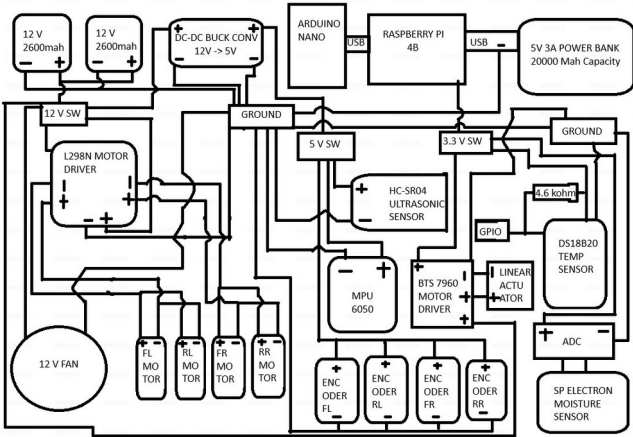 12 V
2600mah
12 V
2600mah
DC-DC BUCK CONV
12V -> 5V
ARDUINO
NANO
USB
RASPBERRY PI
4B
USB
5V 3A POWER BANK
20000 Mah Capacity
12 V SW
GROUND
5 V SW
3.3 V SW
GROUND
L298N MOTOR
DRIVER
HC-SR04
ULTRASONIC
SENSOR
4.6 kohm
GPIO
DS18B20
TEMP
SENSOR
MPU
6050
BTS 7960
MOTOR
DRIVER
LINEAR
ACTU
ATOR
12 V FAN
FL
MO
TOR
RL
MO
TOR
FR
MO
TOR
RR
MO
TOR
ENC
ODER
FL
ENC
ODER
RL
ENC
ODER
FR
ENC
ODER
RR
ADC
SP ELECTRON
MOISTURE
SENSOR